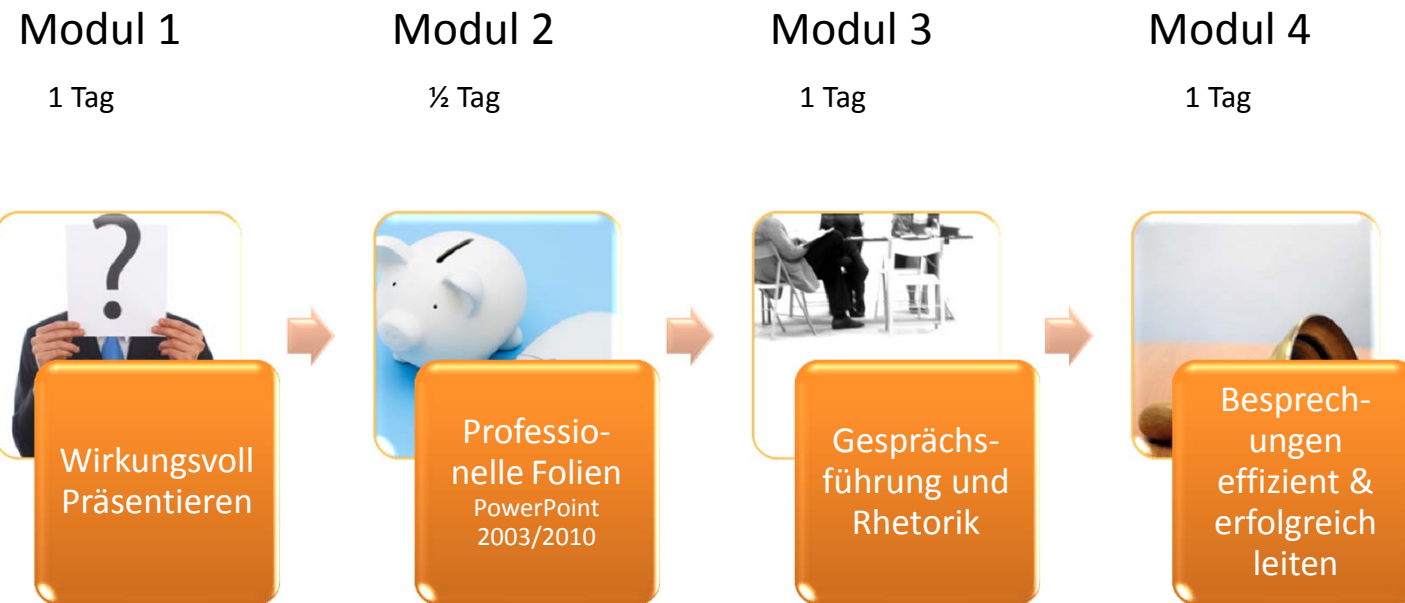 Modul 1
1 Tag
Modul 2
½ Tag
Modul 3
1 Tag
Modul 4
1 Tag
?
Wirkungsvoll
Präsentieren
Professio-
nelle Folien
PowerPoint
2003/2010
Gesprächs-
führung und
Rhetorik
Besprech-
ungen
effizient &
erfolgreich
leiten